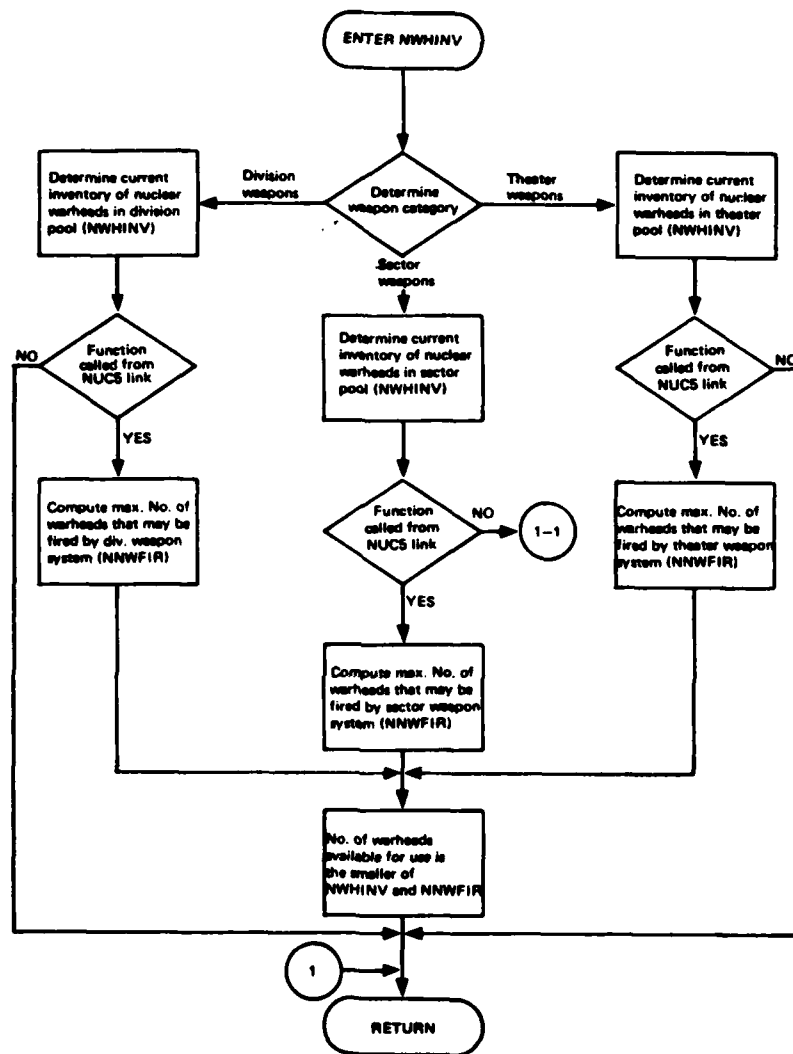 ENTER NWHINV
Determine
weapon category
Division
weapons
Theater
weapons
Sector
weapons
Determine current
inventory of nuclear
warheads in division
pool (NWHINV)
Determine current
inventory of nuclear
warheads in sector
pool (NWHINV)
Determine current
inventory of nuclear
warheads in theater
pool (NWHINV)
NO
Function
called from
NUC5 link
YES
Function
called from
NUC5 link
NO
1-1
YES
Function
called from
NUC5 link
NO
YES
Compute max. No. of
warheads that may be
fired by div. weapon
system (NNWFIR)
Compute max. No. of
warheads that may be
fired by sector weapon
system (NNWFIR)
Compute max. No. of
warheads that may be
fired by theater weapon
system (NNWFIR)
No. of warheads
available for use is
the smaller of
NWHINV and NNWFIR
1
RETURN